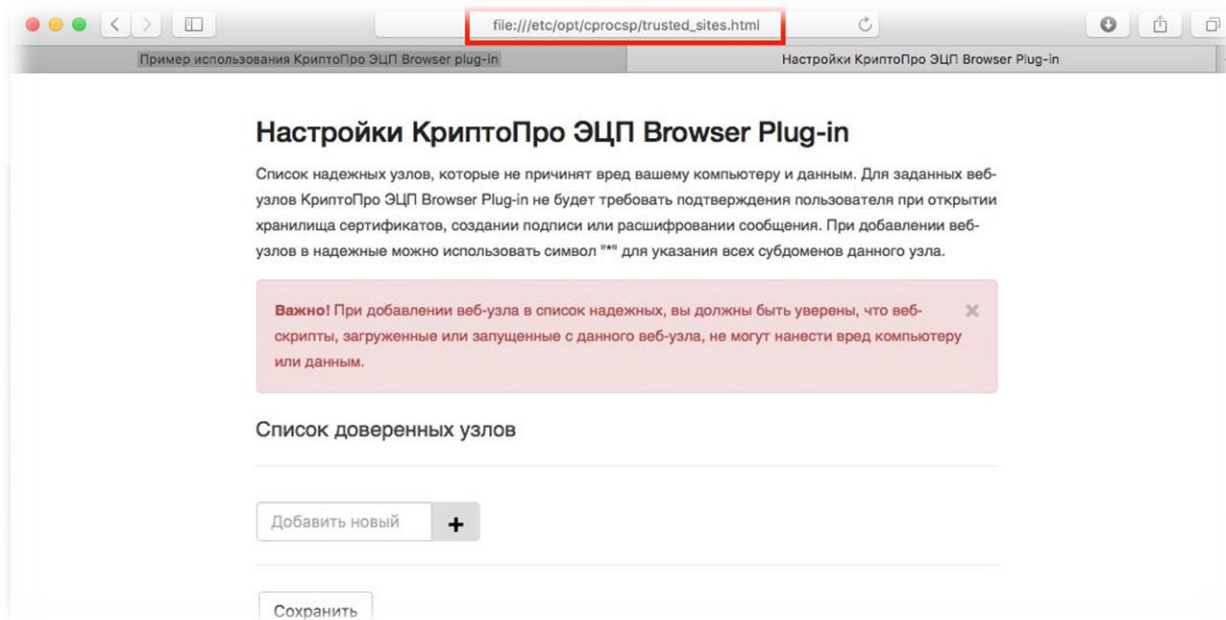 file:///etc/opt/cprocsp/trusted_sites.html
Пример использования КриптоПро ЭЦП Browser plug-in
Настройки КриптоПро ЭЦП Browser Plug-in
Настройки КриптоПро ЭЦП Browser Plug-in
Список надежных узлов, которые не причинят вред вашему компьютеру и данным. Для заданных веб-
узлов КриптоПро ЭЦП Browser Plug-in не будет требовать подтверждения пользователя при открытии
хранилища сертификатов, создании подписи или расшифровании сообщения. При добавлении веб-
узлов в надежные можно использовать символ "*" для указания всех субдоменов данного узла.
Важно! При добавлении веб-узла в список надежных, вы должны быть уверены, что веб-
скрипты, загруженные или запущенные с данного веб-узла, не могут нанести вред компьютеру
или данным.
Список доверенных узлов
Добавить новый
Сохранить